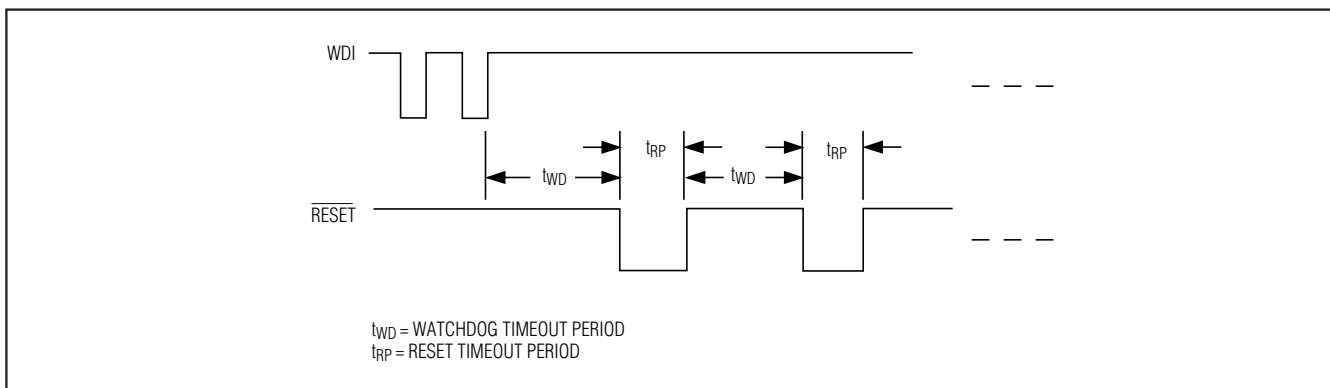 WDI
tRP
tRP
tWD
tWD
RESET
tWD = WATCHDOG TIMEOUT PERIOD
tRP = RESET TIMEOUT PERIOD